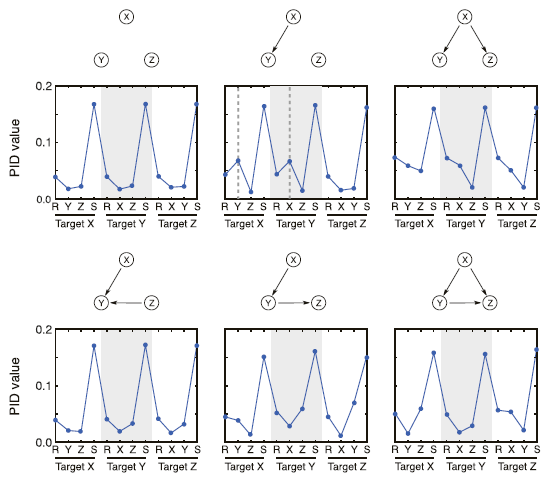 X X X
Y Z Y Z Y Z
0.2
0.1
0.0
PID value
R Y Z S R X Z S R X Y S R Y Z S R X Z S R X Y S R Y Z S R X Z S R X Y S
Target X Target Y Target Z Target X Target Y Target Z Target X Target Y Target Z
X X X
Y Z Y Z Y Z
0.2
0.1
0.0
PID value
R Y Z S R X Z S R X Y S R Y Z S R X Z S R X Y S R Y Z S R X Z S R X Y S
Target X Target Y Target Z Target X Target Y Target Z Target X Target Y Target Z